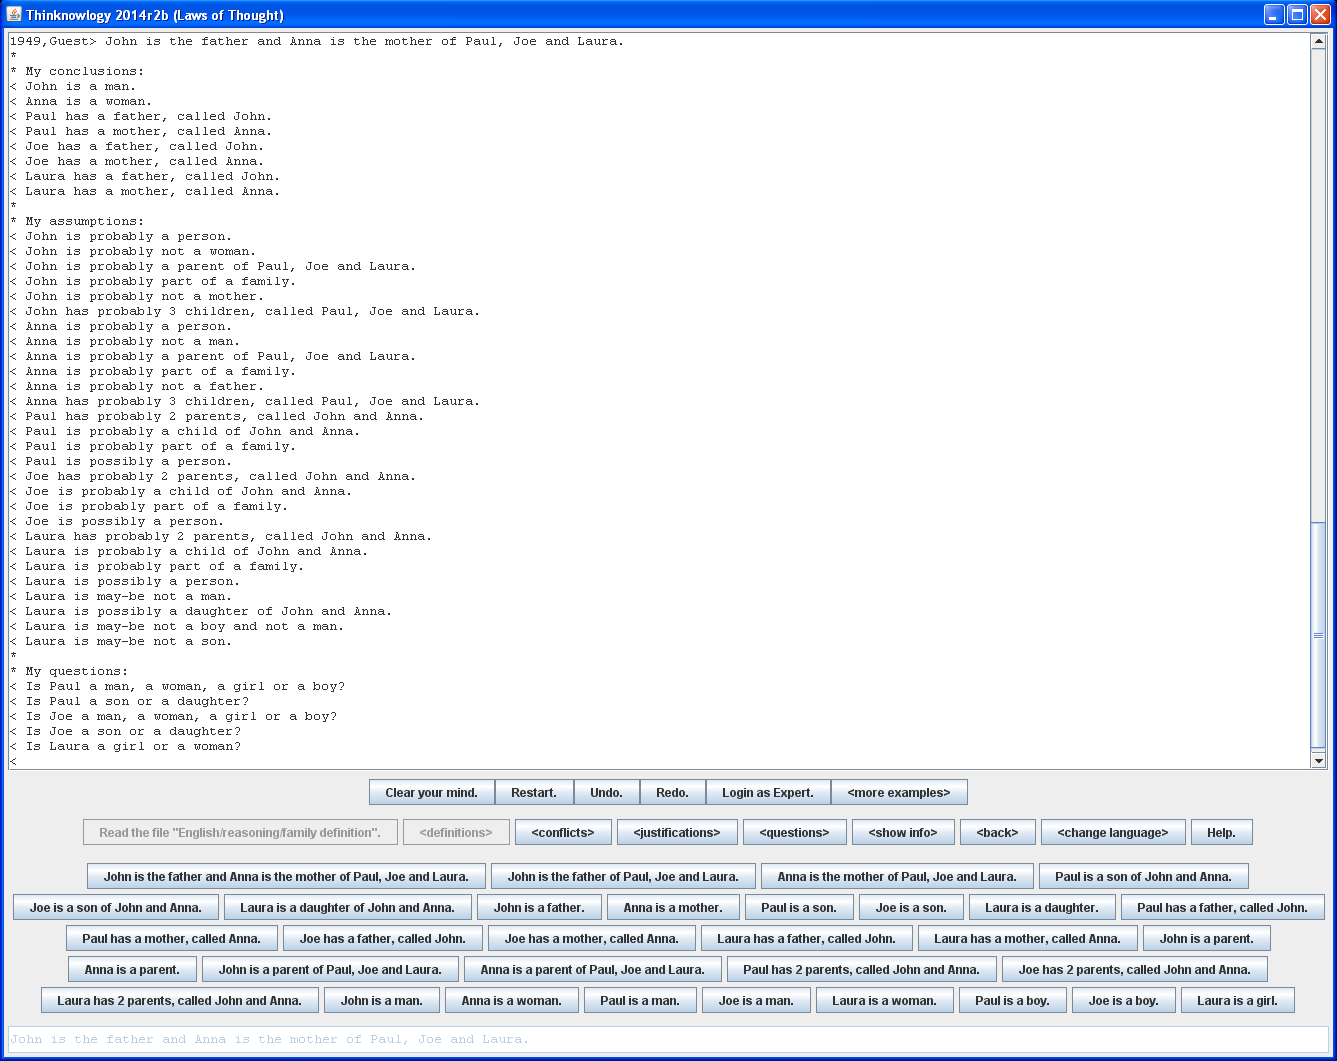 Thinknowlogy 2014r2b (Laws of Thought)
1949,Guest> John is the father and Anna is the mother of Paul, Joe and Laura.
*
* My conclusions:
< John is a man.
< Anna is a woman.
< Paul has a father, called John.
< Paul has a mother, called Anna.
< Joe has a father, called John.
< Joe has a mother, called Anna.
< Laura has a father, called John.
< Laura has a mother, called Anna.
*
* My assumptions:
< John is probably a person.
< John is probably not a woman.
< John is probably a parent of Paul, Joe and Laura.
< John is probably part of a family.
< John is probably not a mother.
< John has probably 3 children, called Paul, Joe and Laura.
< Anna is probably a person.
< Anna is probably not a man.
< Anna is probably a parent of Paul, Joe and Laura.
< Anna is probably part of a family.
< Anna is probably not a father.
< Anna has probably 3 children, called Paul, Joe and Laura.
< Paul has probably 2 parents, called John and Anna.
< Paul is probably a child of John and Anna.
< Paul is probably part of a family.
< Paul is possibly a person.
< Joe has probably 2 parents, called John and Anna.
< Joe is probably a child of John and Anna.
< Joe is probably part of a family.
< Joe is possibly a person.
< Laura has probably 2 parents, called John and Anna.
< Laura is probably a child of John and Anna.
< Laura is probably part of a family.
< Laura is possibly a person.
< Laura is may-be not a man.
< Laura is possibly a daughter of John and Anna.
< Laura is may-be not a boy and not a man.
< Laura is may-be not a son.
*
* My questions:
< Is Paul a man, a woman, a girl or a boy?
< Is Paul a son or a daughter?
< Is Joe a man, a woman, a girl or a boy?
< Is Joe a son or a daughter?
< Is Laura a girl or a woman?
<
Clear your mind. Restart. Undo. Redo. Login as Expert. <more examples>
Read the file "English/reasoning/family definition". <definitions> <conflicts> <justifications> <questions> <show info> <back> <change language> Help.
John is the father and Anna is the mother of Paul, Joe and Laura. John is the father of Paul, Joe and Laura. Anna is the mother of Paul, Joe and Laura. Paul is a son of John and Anna.
Joe is a son of John and Anna. Laura is a daughter of John and Anna. John is a father. Anna is a mother. Paul is a son. Joe is a son. Laura is a daughter. Paul has a father, called John.
Paul has a mother, called Anna. Joe has a father, called John. Joe has a mother, called Anna. Laura has a father, called John. Laura has a mother, called Anna. John is a parent.
Anna is a parent. John is a parent of Paul, Joe and Laura. Anna is a parent of Paul, Joe and Laura. Paul has 2 parents, called John and Anna. Joe has 2 parents, called John and Anna.
Laura has 2 parents, called John and Anna. John is a man. Anna is a woman. Paul is a man. Joe is a man. Laura is a woman. Paul is a boy. Joe is a boy. Laura is a girl.
John is the father and Anna is the mother of Paul, Joe and Laura.